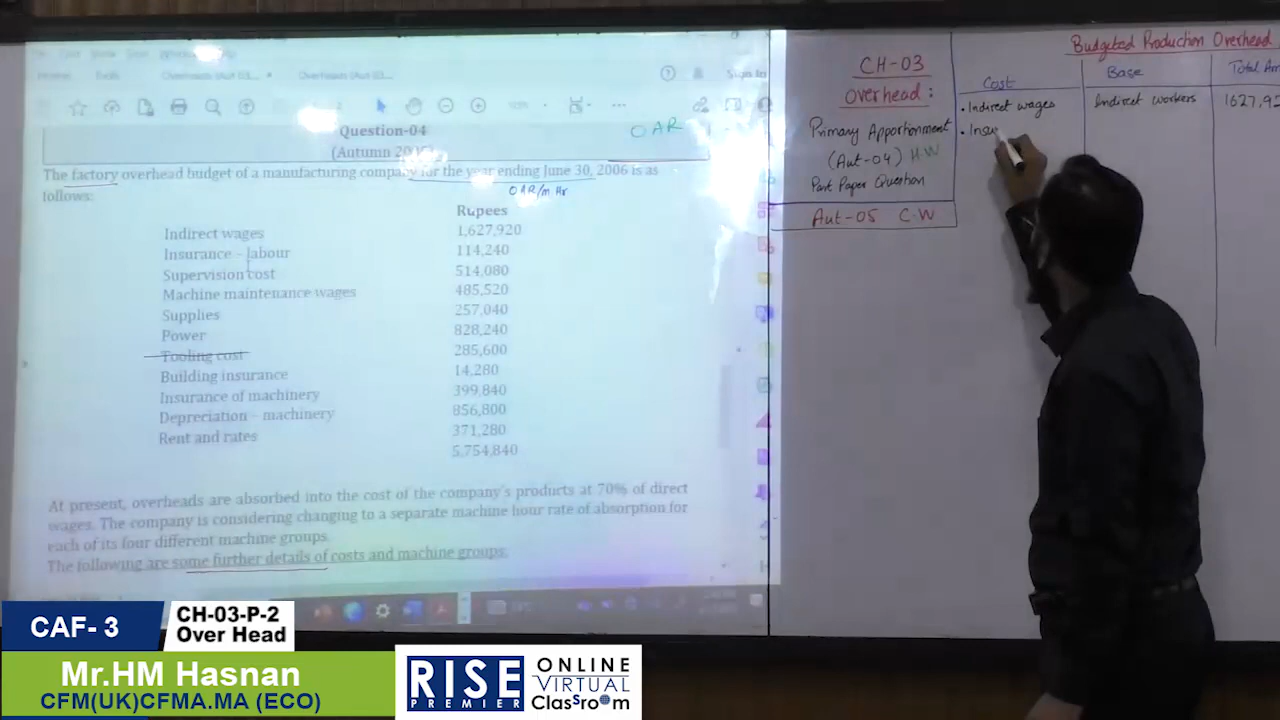 Sign In
Question-04
OAR
(Autumn 2005)
The factory overhead budget of a manufacturing company for the year ending June 30, 2006 is as
follows:
OAR/m Hr
Rupees
Indirect wages 1,627,920
Insurance – labour 114,240
Supervision cost 514,080
Machine maintenance wages 485,520
Supplies 257,040
Power 828,240
Tooling cost 285,600
Building insurance 14,280
Insurance of machinery 399,840
Depreciation – machinery 856,800
Rent and rates 371,280
5,754,840
At present, overheads are absorbed into the cost of the company's products at 70% of direct
wages. The company is considering changing to a separate machine hour rate of absorption for
each of its four different machine groups.
The following are some further details of costs and machine groups:
CH-03
Overhead:
Primary Apportionment
(Aut-04) H.W
Past Paper Question
Aut-05 C.W
Budgeted Production Overhead
Cost Base Total Am
• Indirect wages Indirect workers 1627,92
• Insu
CAF- 3
CH-03-P-2
Over Head
Mr.HM Hasnan
CFM(UK)CFMA.MA (ECO)
RISE
PREMIER
ONLINE
VIRTUAL
Classroom